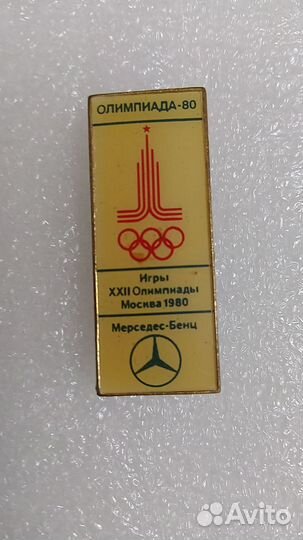 ОЛИМПИАДА-80
Игры
XXII Олимпиады
Москва 1980
Мерседес-Бенц
Avito